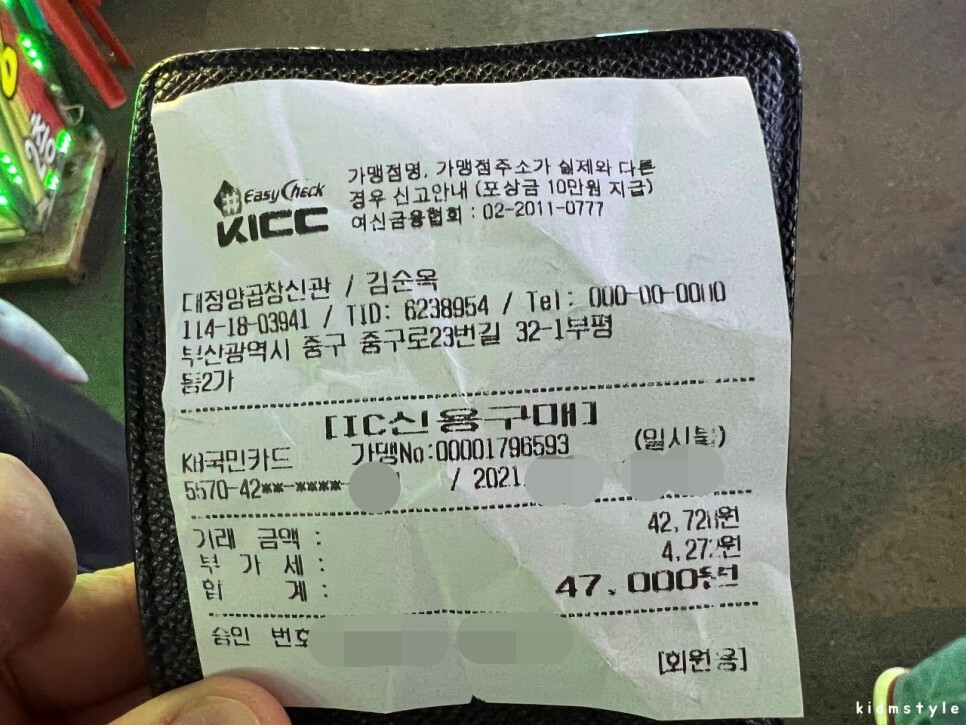 2층
EasyCheck
KICC
가맹점명, 가맹점주소가 실제와 다른
경우 신고안내 (포상금 10만원 지급)
여신금융협회 : 02-2011-0777
대정양곱창신관 / 김순옥
114-18-03941 / TID: 6238954 / Tel: 000-00-0000
부산광역시 중구 중구로23번길 32-1부평
동2가
[IC신용구매]
KB국민카드 가맹No:00001796593 (일시불)
5570-42**-****- / 2021.
거래 금액 : 42,728원
부 가 세 : 4,272원
합 계 : 47,000원
승인 번호
[회원용]
kidmstyle